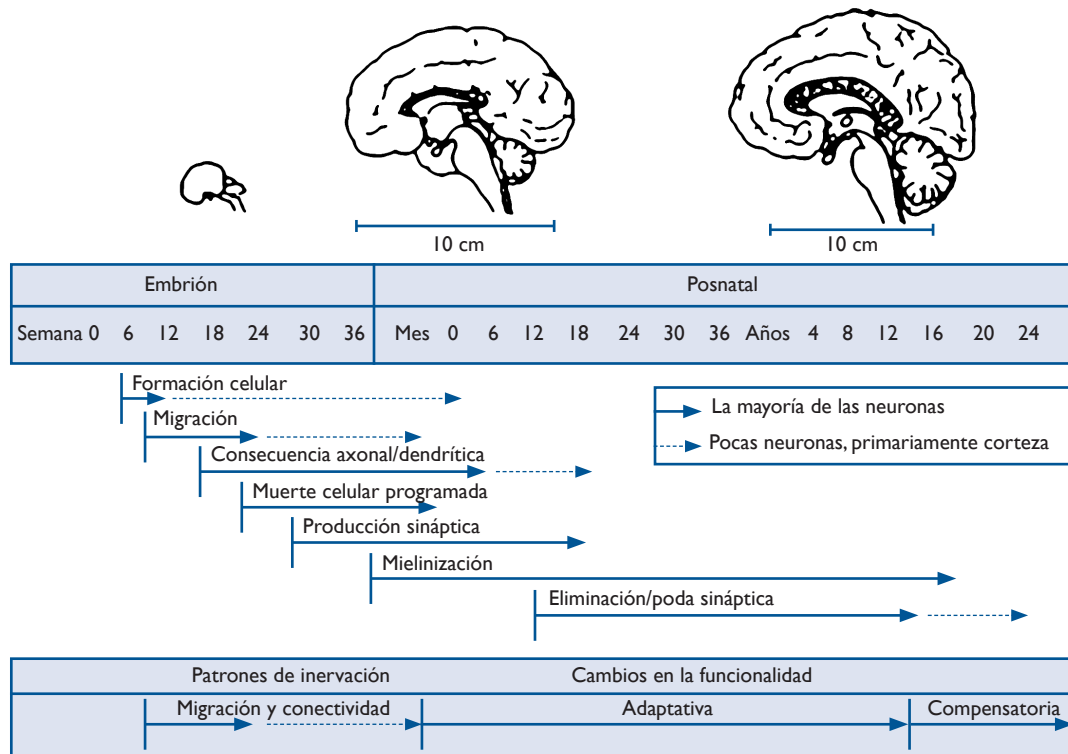 10 cm
10 cm
Embrión
Posnatal
Semana 0 6 12 18 24 30 36 Mes 0 6 12 18 24 30 36 Años 4 8 12 16 20 24
Formación celular
La mayoría de las neuronas
Migración
Pocas neuronas, primariamente corteza
Consecuencia axonal/dendrítica
Muerte celular programada
Producción sináptica
Mielinización
Eliminación/poda sináptica
Patrones de inervación
Cambios en la funcionalidad
Migración y conectividad
Adaptativa
Compensatoria